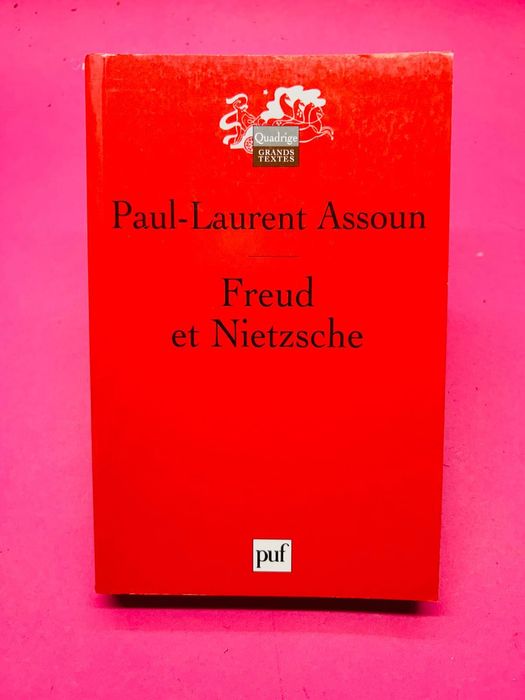 Quadrige
GRANDS
TEXTES
Paul-Laurent Assoun
Freud
et Nietzsche
puf